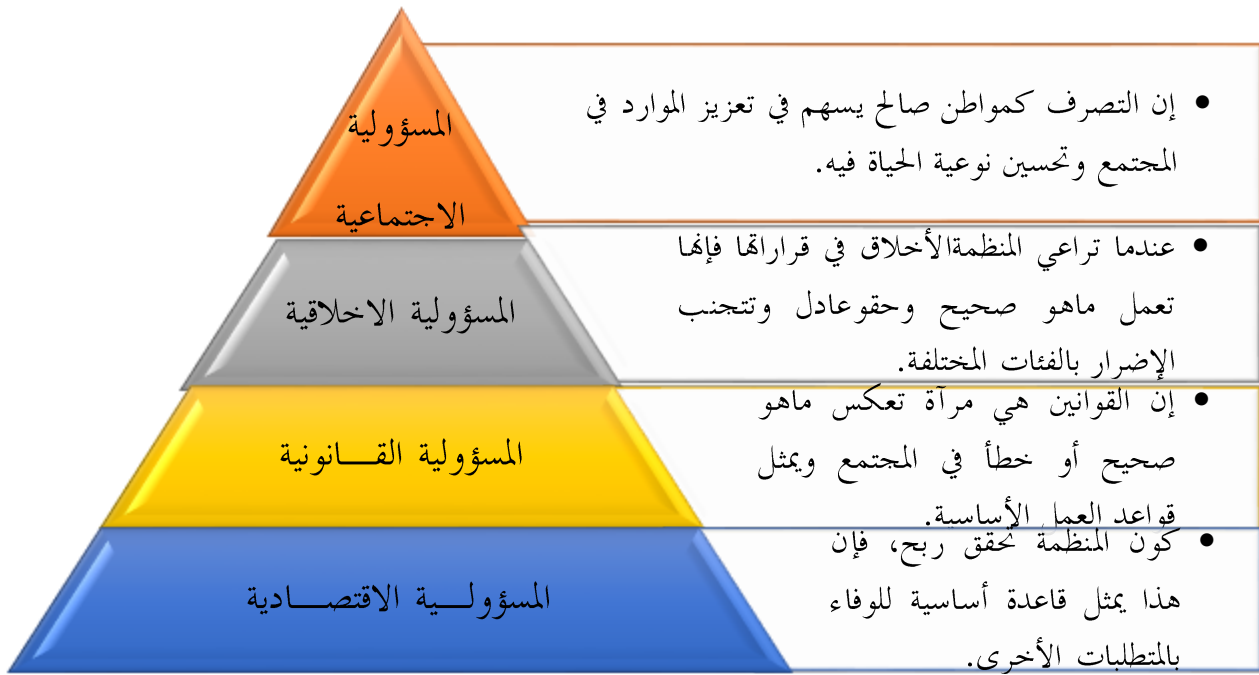 المسؤولية
الاجتماعية
• إن التصرف كمواطن صالح يسهم في تعزيز الموارد في
المجتمع وتحسين نوعية الحياة فيه.
المسؤولية الاخلاقية
• عندما تراعي المنظمةالأخلاق في قراراتها فإنها
تعمل ماهو صحيح وحقوعادل وتتجنب
الإضرار بالفئات المختلفة.
المسؤولية القـــانونية
• إن القوانين هي مرآة تعكس ماهو
صحيح أو خطأ في المجتمع ويمثل
قواعد العمل الأساسية.
المسؤولـــية الاقتصـــادية
• كون المنظمة تحقق ربح، فإن
هذا يمثل قاعدة أساسية للوفاء
بالمتطلبات الأخرى.